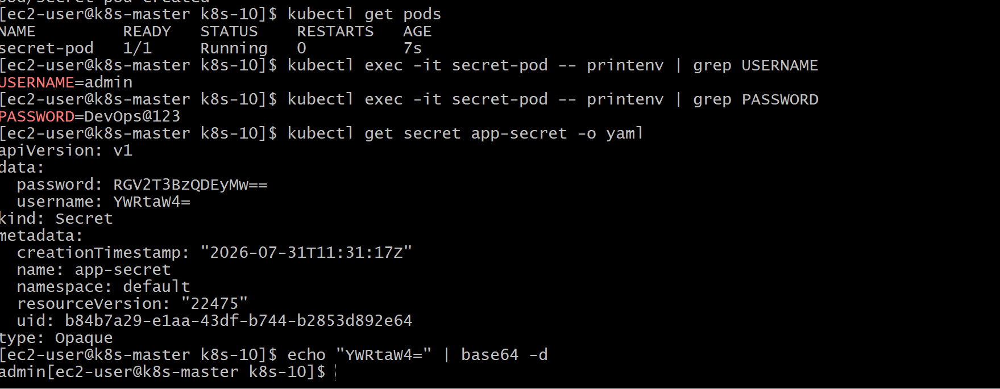 pod/secret-pod created
[ec2-user@k8s-master k8s-10]$ kubectl get pods
NAME         READY   STATUS    RESTARTS   AGE
secret-pod   1/1     Running   0          7s
[ec2-user@k8s-master k8s-10]$ kubectl exec -it secret-pod -- printenv | grep USERNAME
USERNAME=admin
[ec2-user@k8s-master k8s-10]$ kubectl exec -it secret-pod -- printenv | grep PASSWORD
PASSWORD=DevOps@123
[ec2-user@k8s-master k8s-10]$ kubectl get secret app-secret -o yaml
apiVersion: v1
data:
  password: RGV2T3BzQDEyMw==
  username: YWRtaW4=
kind: Secret
metadata:
  creationTimestamp: "2026-07-31T11:31:17Z"
  name: app-secret
  namespace: default
  resourceVersion: "22475"
  uid: b84b7a29-e1aa-43df-b744-b2853d892e64
type: Opaque
[ec2-user@k8s-master k8s-10]$ echo "YWRtaW4=" | base64 -d
admin[ec2-user@k8s-master k8s-10]$